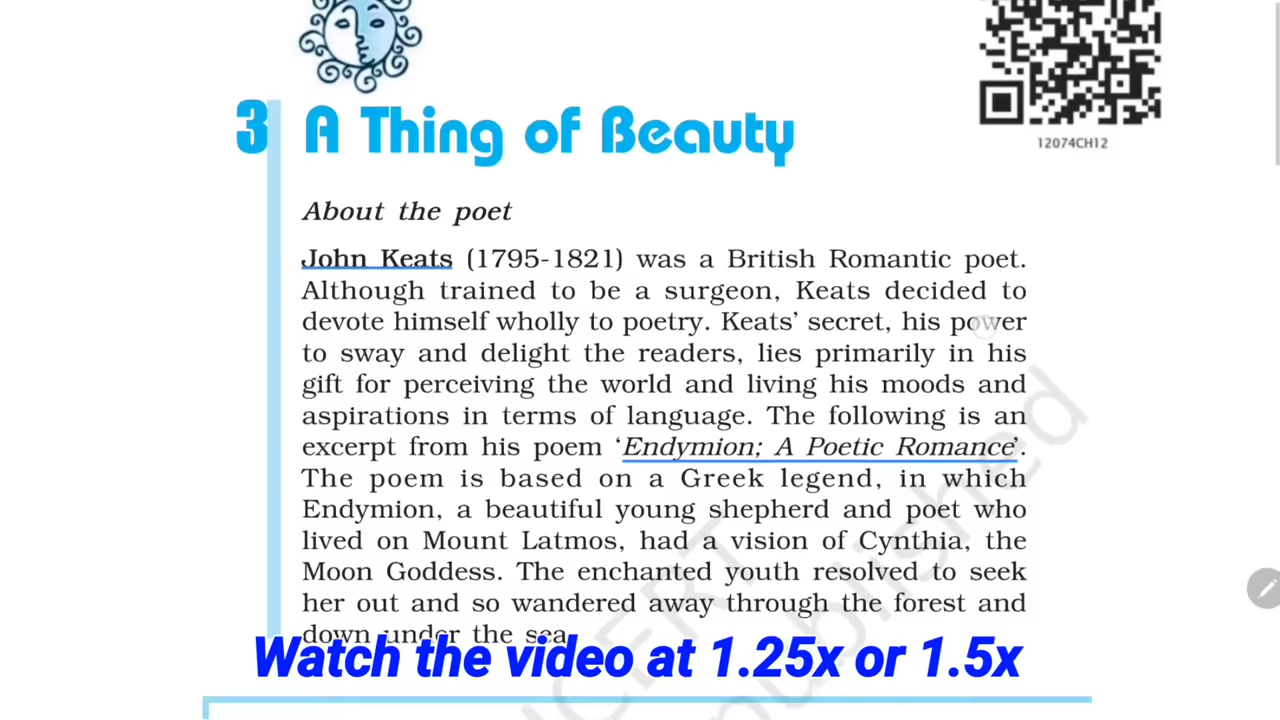 12074CH12
3 A Thing of Beauty
About the poet
John Keats (1795-1821) was a British Romantic poet.
Although trained to be a surgeon, Keats decided to
devote himself wholly to poetry. Keats' secret, his power
to sway and delight the readers, lies primarily in his
gift for perceiving the world and living his moods and
aspirations in terms of language. The following is an
excerpt from his poem 'Endymion; A Poetic Romance'.
The poem is based on a Greek legend, in which
Endymion, a beautiful young shepherd and poet who
lived on Mount Latmos, had a vision of Cynthia, the
Moon Goddess. The enchanted youth resolved to seek
her out and so wandered away through the forest and
down under the sea.
Watch the video at 1.25x or 1.5x
NCERT
published